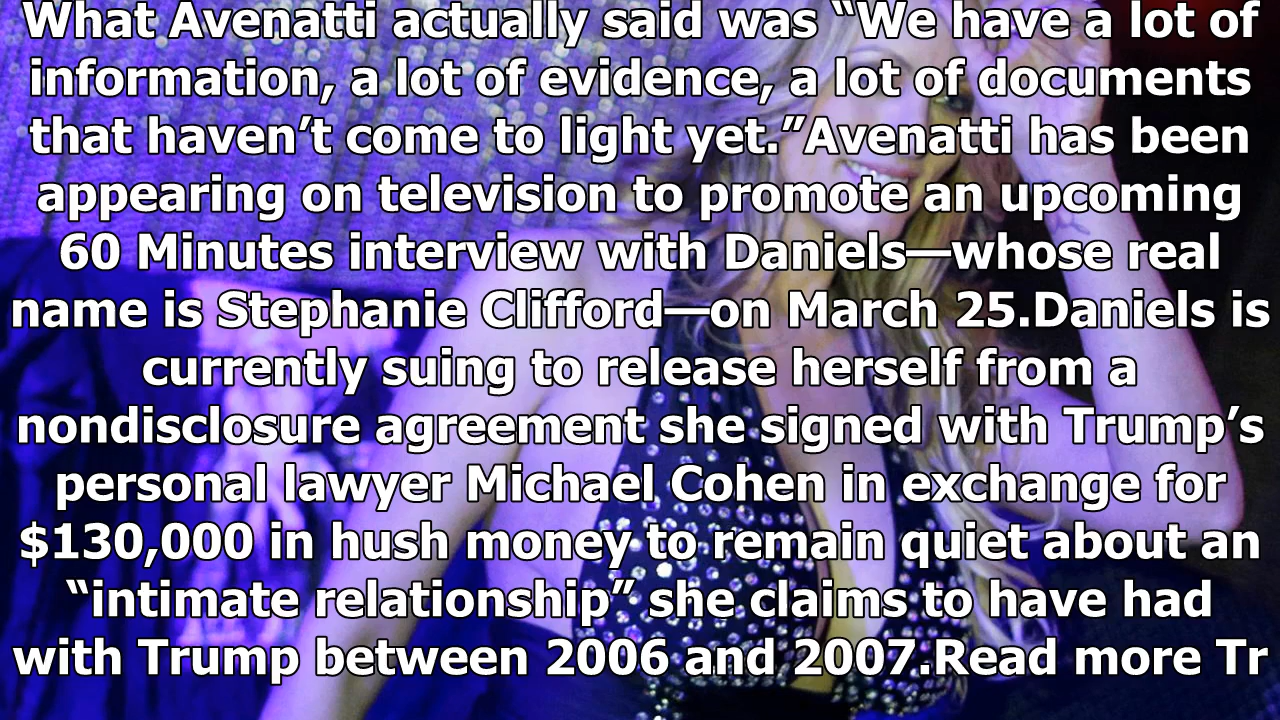 What Avenatti actually said was “We have a lot of
information, a lot of evidence, a lot of documents
that haven’t come to light yet.”Avenatti has been
appearing on television to promote an upcoming
60 Minutes interview with Daniels—whose real
name is Stephanie Clifford—on March 25.Daniels is
currently suing to release herself from a
nondisclosure agreement she signed with Trump’s
personal lawyer Michael Cohen in exchange for
$130,000 in hush money to remain quiet about an
“intimate relationship” she claims to have had
with Trump between 2006 and 2007.Read more Tr